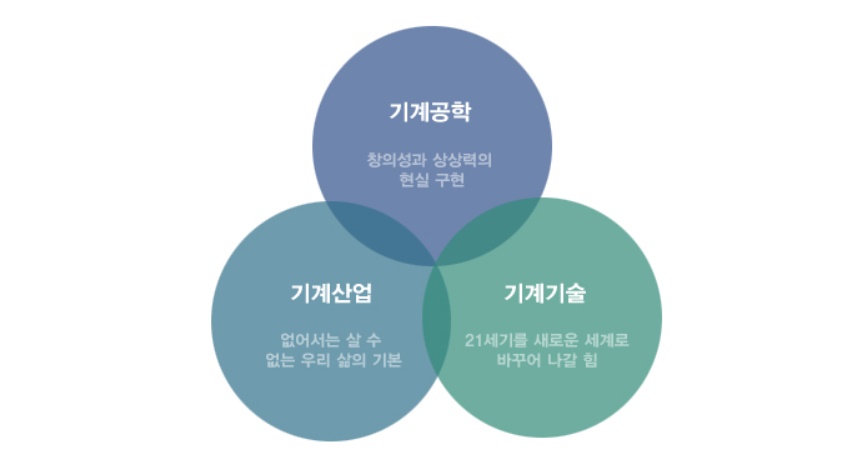 기계공학
창의성과 상상력의
현실 구현
기계산업
없어서는 살 수
없는 우리 삶의 기본
기계기술
21세기를 새로운 세계로
바꾸어 나갈 힘